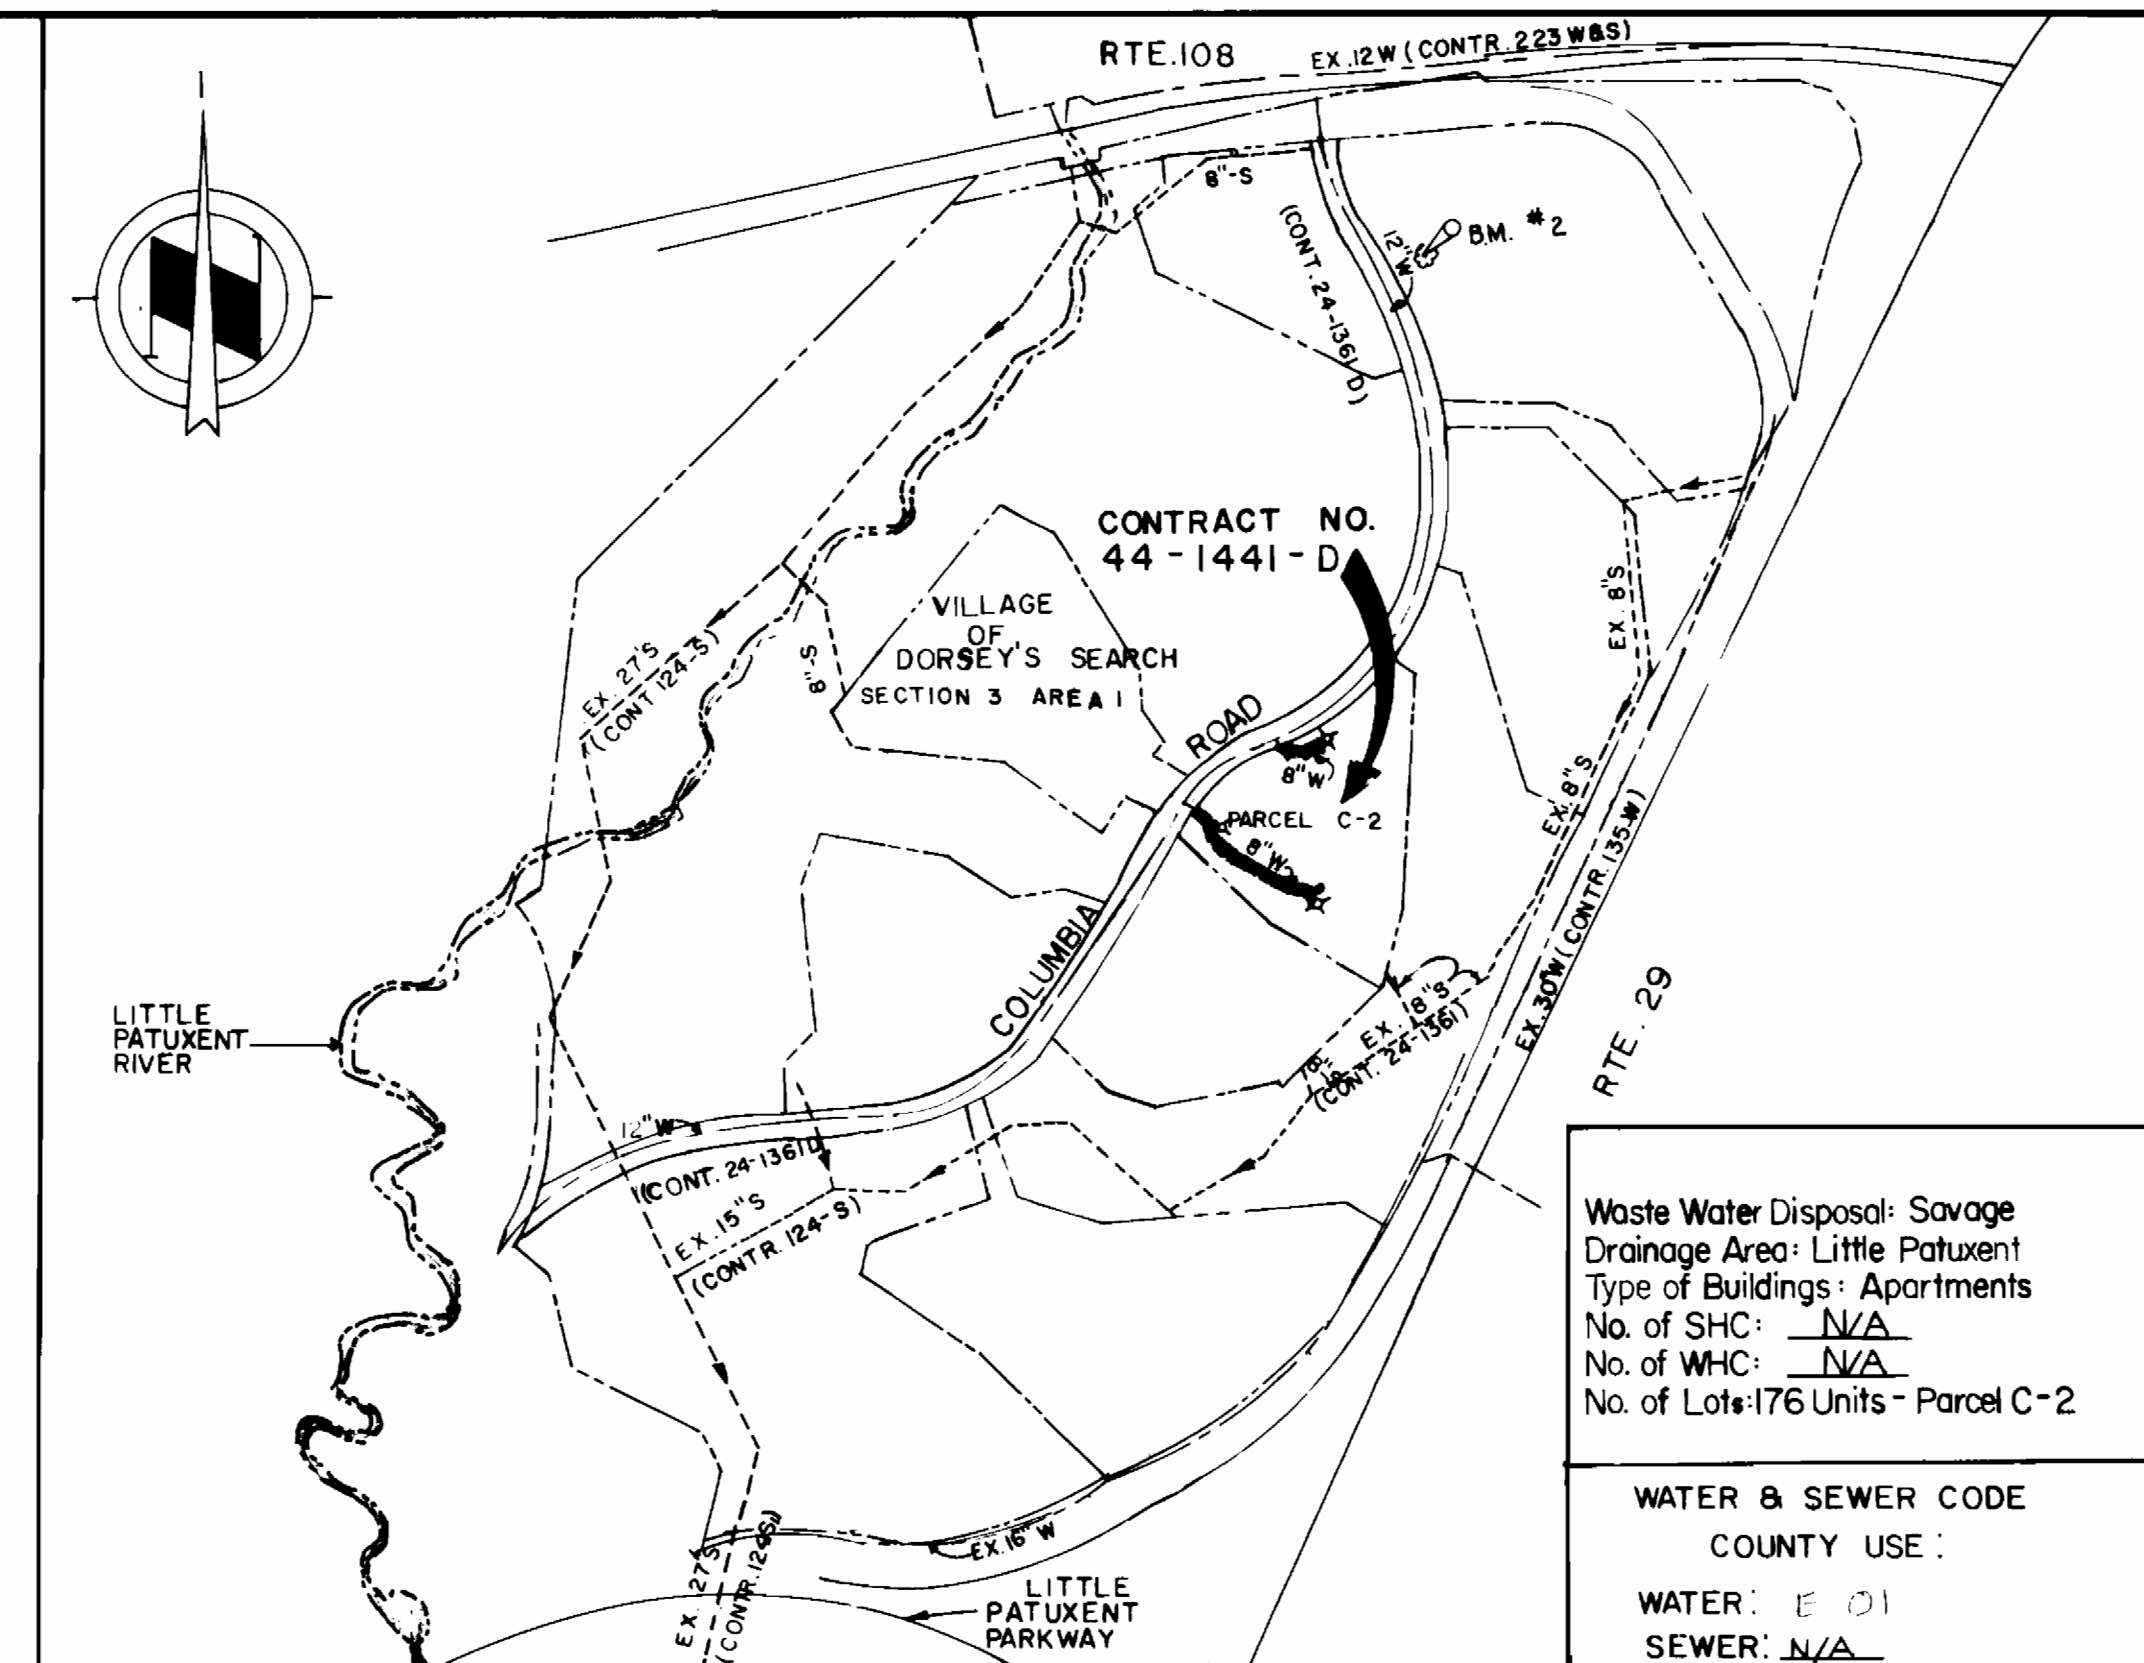 RTE.108
EX.12W (CONTR.223 W&S)
8"-S
(CONT. 24-1361 D)
12"W
B.M. #2
CONTRACT NO.
44-1441-D
VILLAGE
OF
DORSEY'S SEARCH
SECTION 3 AREA 1
8"-S
EX. 27"S
(CONT 124-S)
EX. 8"S
COLUMBIA ROAD
8"W
PARCEL C-2
8"W
EX. 8"S
EX. 30"W (CONTR. 135-W)
RTE. 29
EX. 18"S
(CONT. 24-1361)
LITTLE
PATUXENT
RIVER
12"W
(CONT. 24-1361 D)
EX. 15"S
(CONTR. 124-S)
EX. 16" W
EX. 27"S
(CONTR. 124S)
LITTLE
PATUXENT
PARKWAY
Waste Water Disposal: Savage
Drainage Area: Little Patuxent
Type of Buildings: Apartments
No. of SHC: N/A
No. of WHC: N/A
No. of Lots: 176 Units - Parcel C-2
WATER & SEWER CODE
COUNTY USE:
WATER: E 01
SEWER: N/A